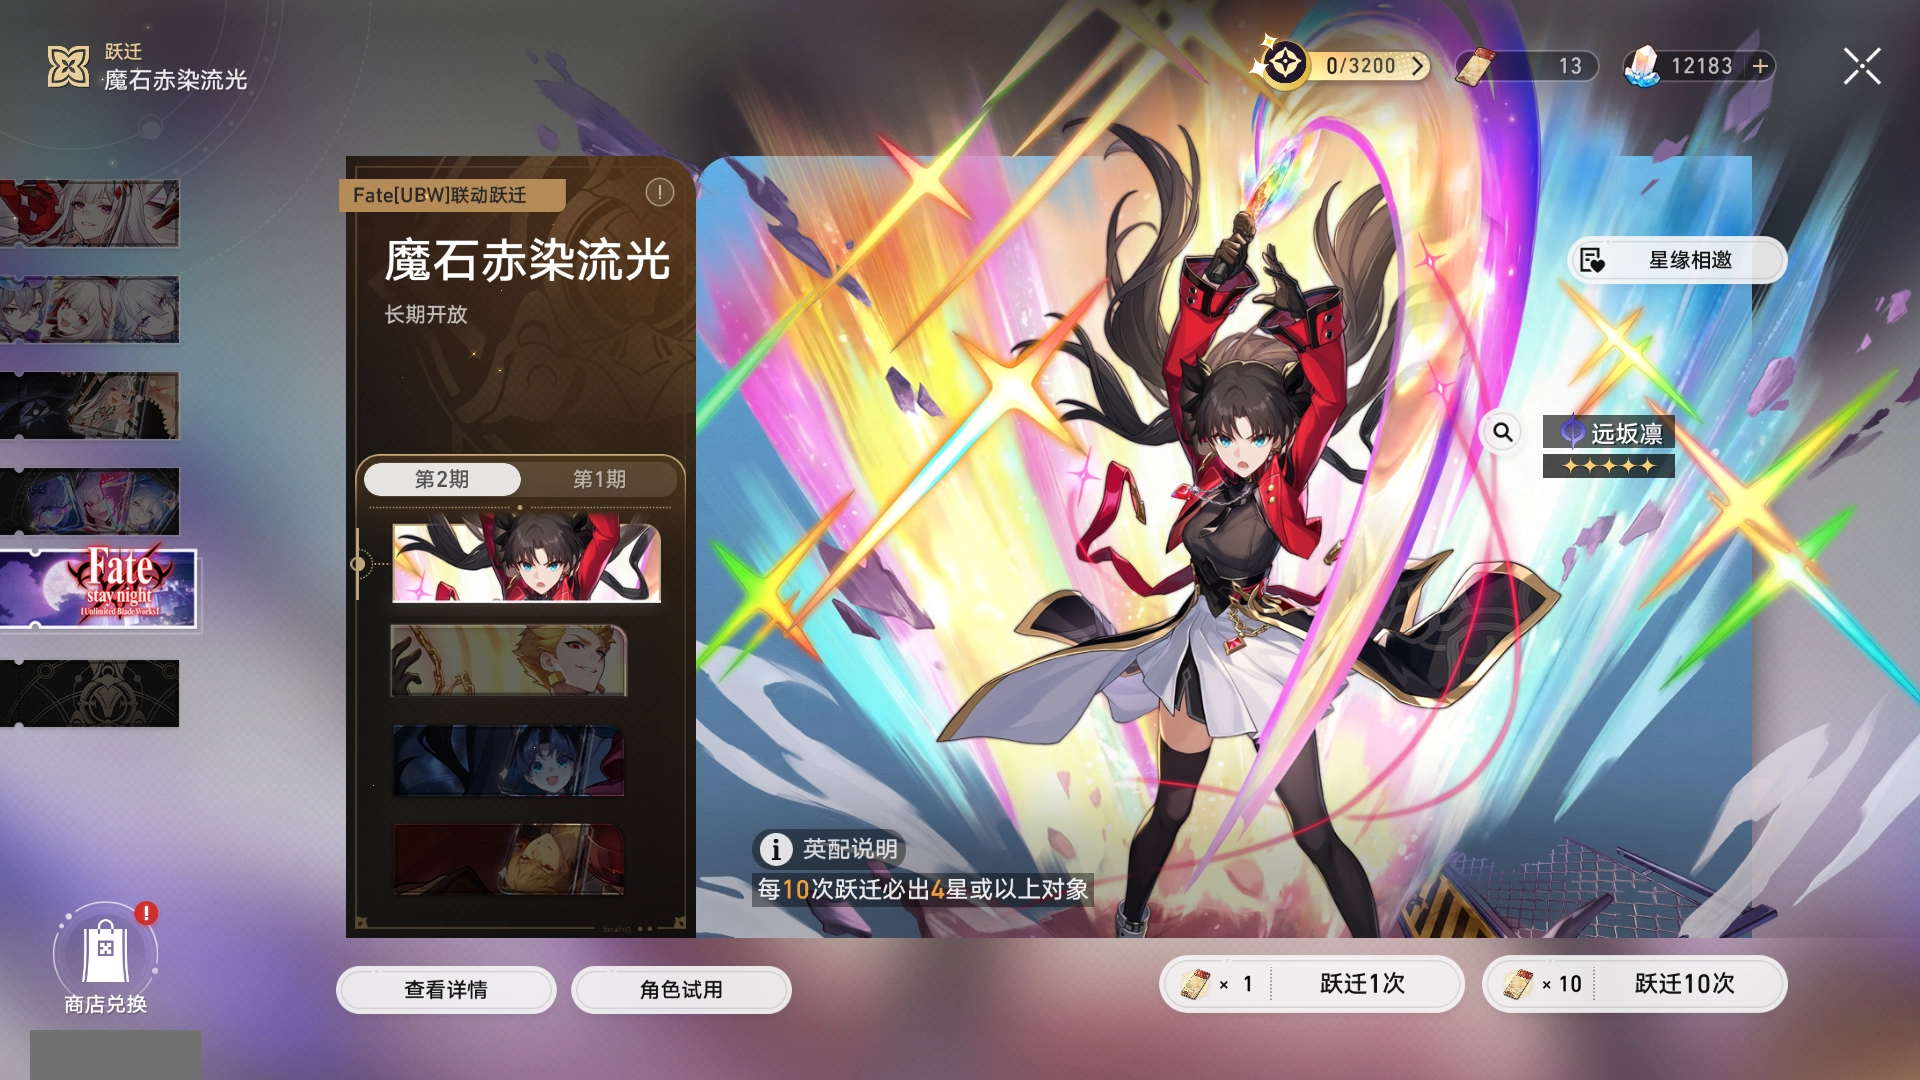 跃迁
魔石赤染流光
0/3200
13
12183
Fate[UBW]联动跃迁
魔石赤染流光
长期开放
第2期
第1期
Fate
stay night
[Unlimited Blade Works]
星缘相邀
远坂凛
英配说明
每10次跃迁必出4星或以上对象
商店兑换
查看详情
角色试用
× 1
跃迁1次
× 10
跃迁10次